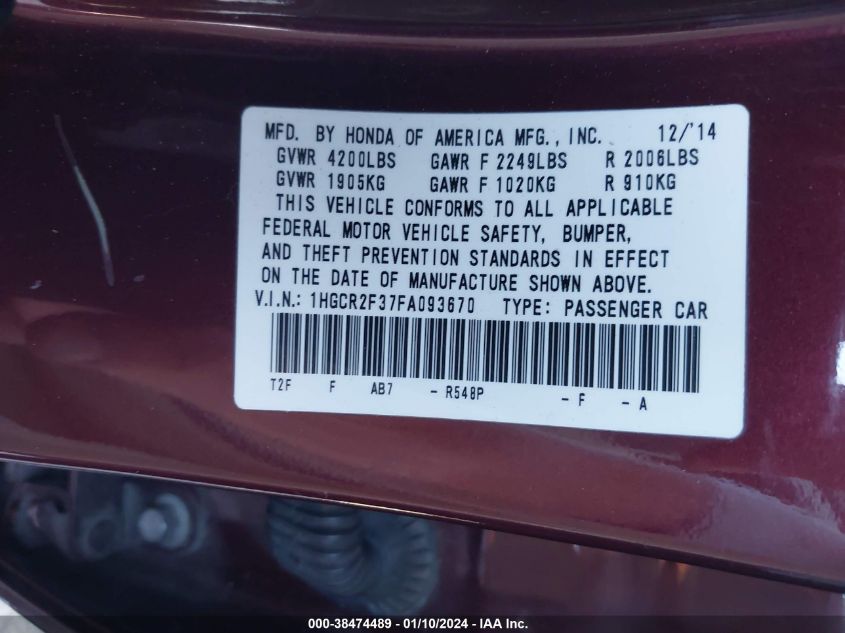 MFD. BY HONDA OF AMERICA MFG., INC. 12/'14
GVWR 4200LBS GAWR F 2249LBS R 2006LBS
GVWR 1905KG GAWR F 1020KG R 910KG
THIS VEHICLE CONFORMS TO ALL APPLICABLE
FEDERAL MOTOR VEHICLE SAFETY, BUMPER,
AND THEFT PREVENTION STANDARDS IN EFFECT
ON THE DATE OF MANUFACTURE SHOWN ABOVE.
V.I.N.: 1HGCR2F37FA093670 TYPE: PASSENGER CAR
T2F F AB7 - R548P - F - A
000-38474489 - 01/10/2024 - IAA Inc.